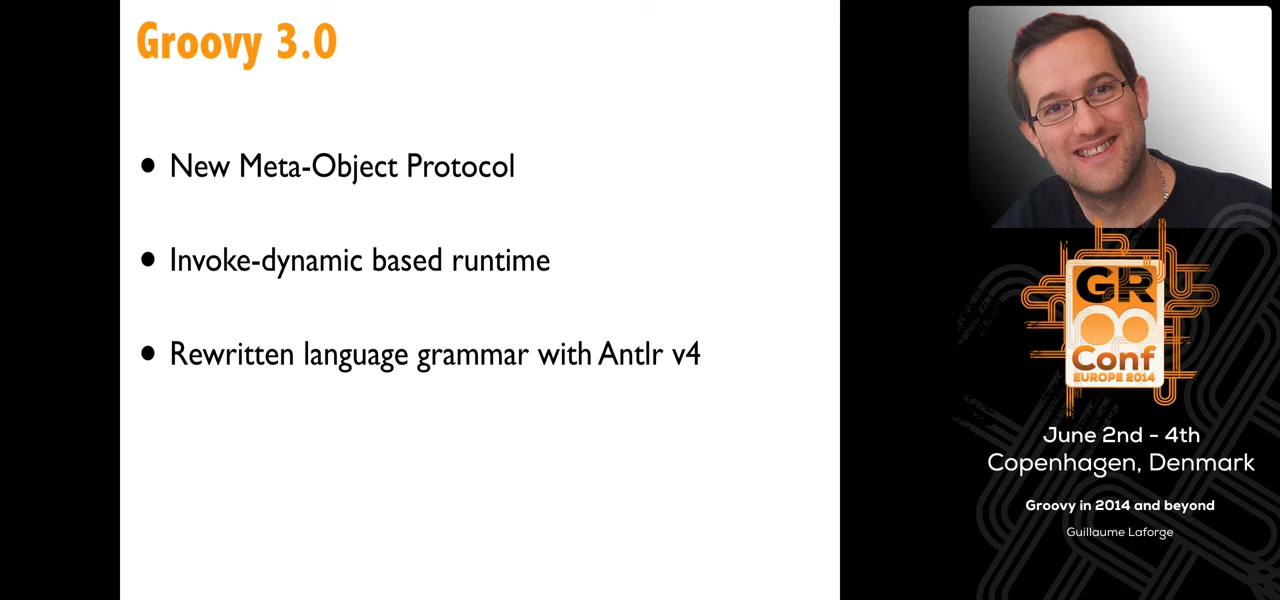 Groovy 3.0
• New Meta-Object Protocol
• Invoke-dynamic based runtime
• Rewritten language grammar with Antlr v4
GR
Conf
EUROPE 2014
June 2nd - 4th
Copenhagen, Denmark
Groovy in 2014 and beyond
Guillaume Laforge